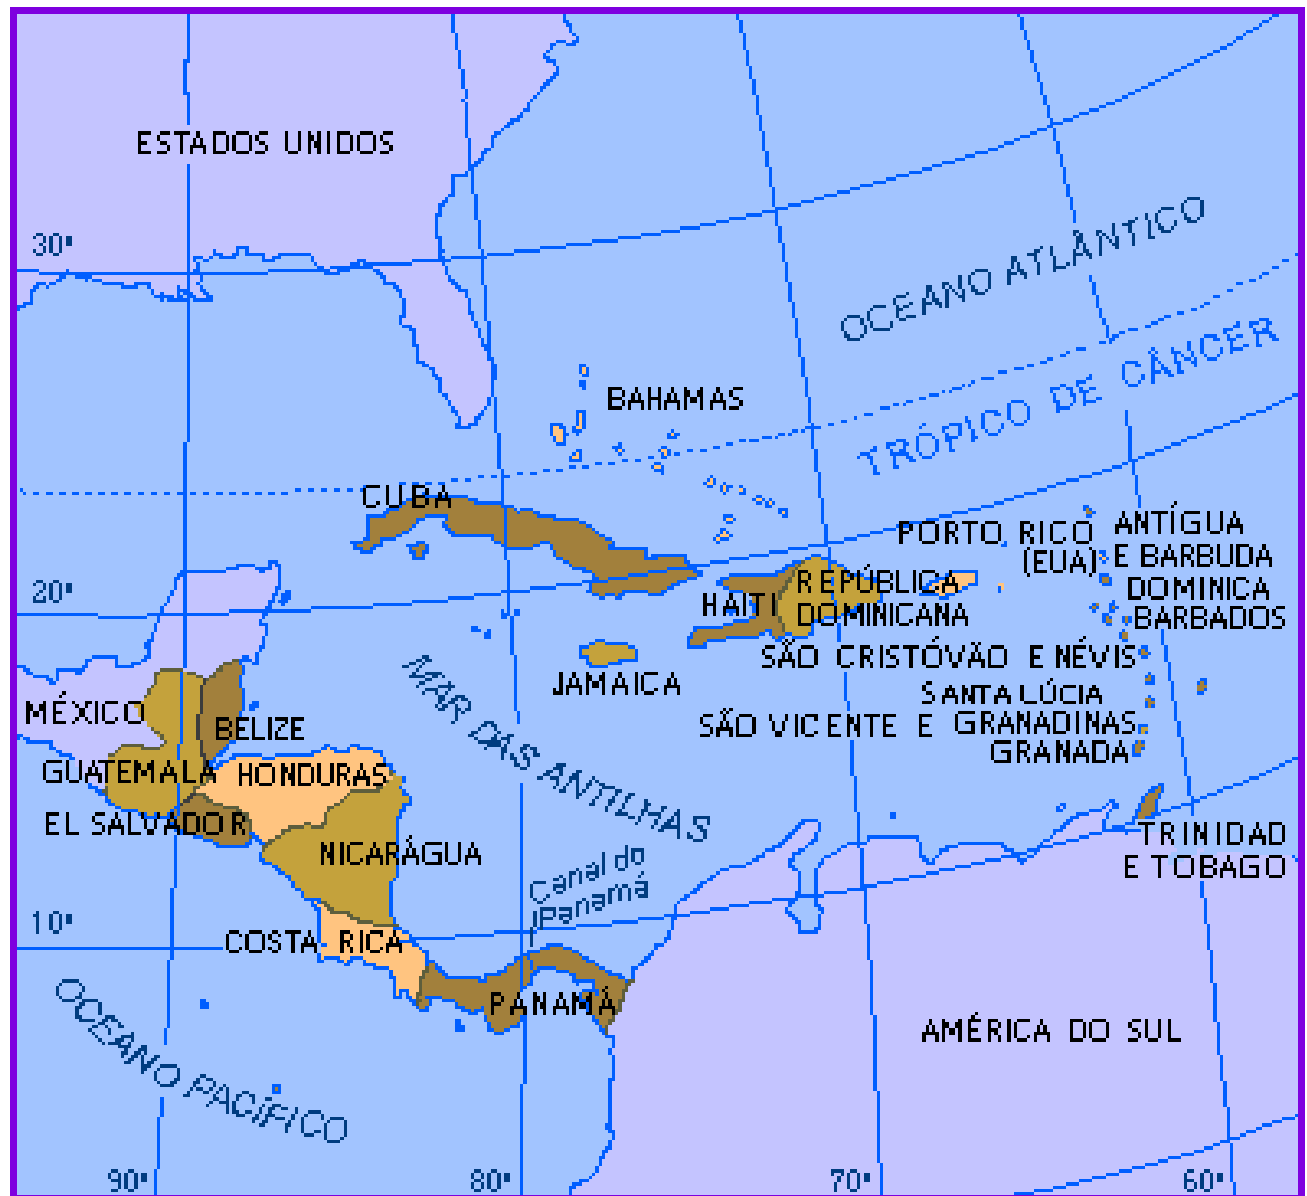 ESTADOS UNIDOS
30°
OCEANO ATLÂNTICO
TRÓPICO DE CÂNCER
BAHAMAS
CUBA
PORTO RICO
(EUA)
ANTÍGUA
E BARBUDA
20°
HAITI
REPÚBLICA
DOMINICANA
DOMINICA
BARBADOS
JAMAICA
SÃO CRISTÓVÃO E NÉVIS
SANTA LÚCIA
SÃO VICENTE E GRANADINAS
GRANADA
MAR DAS ANTILHAS
MÉXICO
BELIZE
GUATEMALA
HONDURAS
EL SALVADOR
NICARÁGUA
TRINIDAD
E TOBAGO
Canal do
Panamá
10°
COSTA RICA
PANAMÁ
AMÉRICA DO SUL
OCEANO PACÍFICO
90°
80°
70°
60°